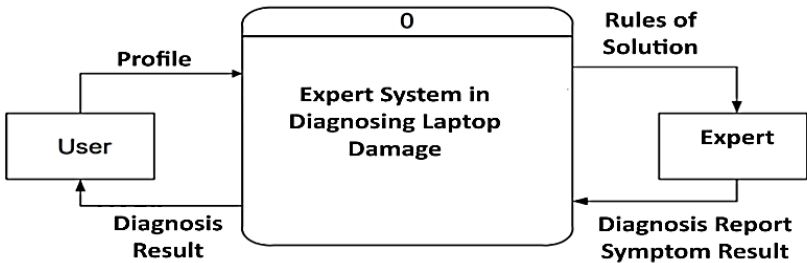 0
Rules of
Solution
Profile
Expert System in
Diagnosing Laptop
Damage
User
Expert
Diagnosis
Result
Diagnosis Report
Symptom Result